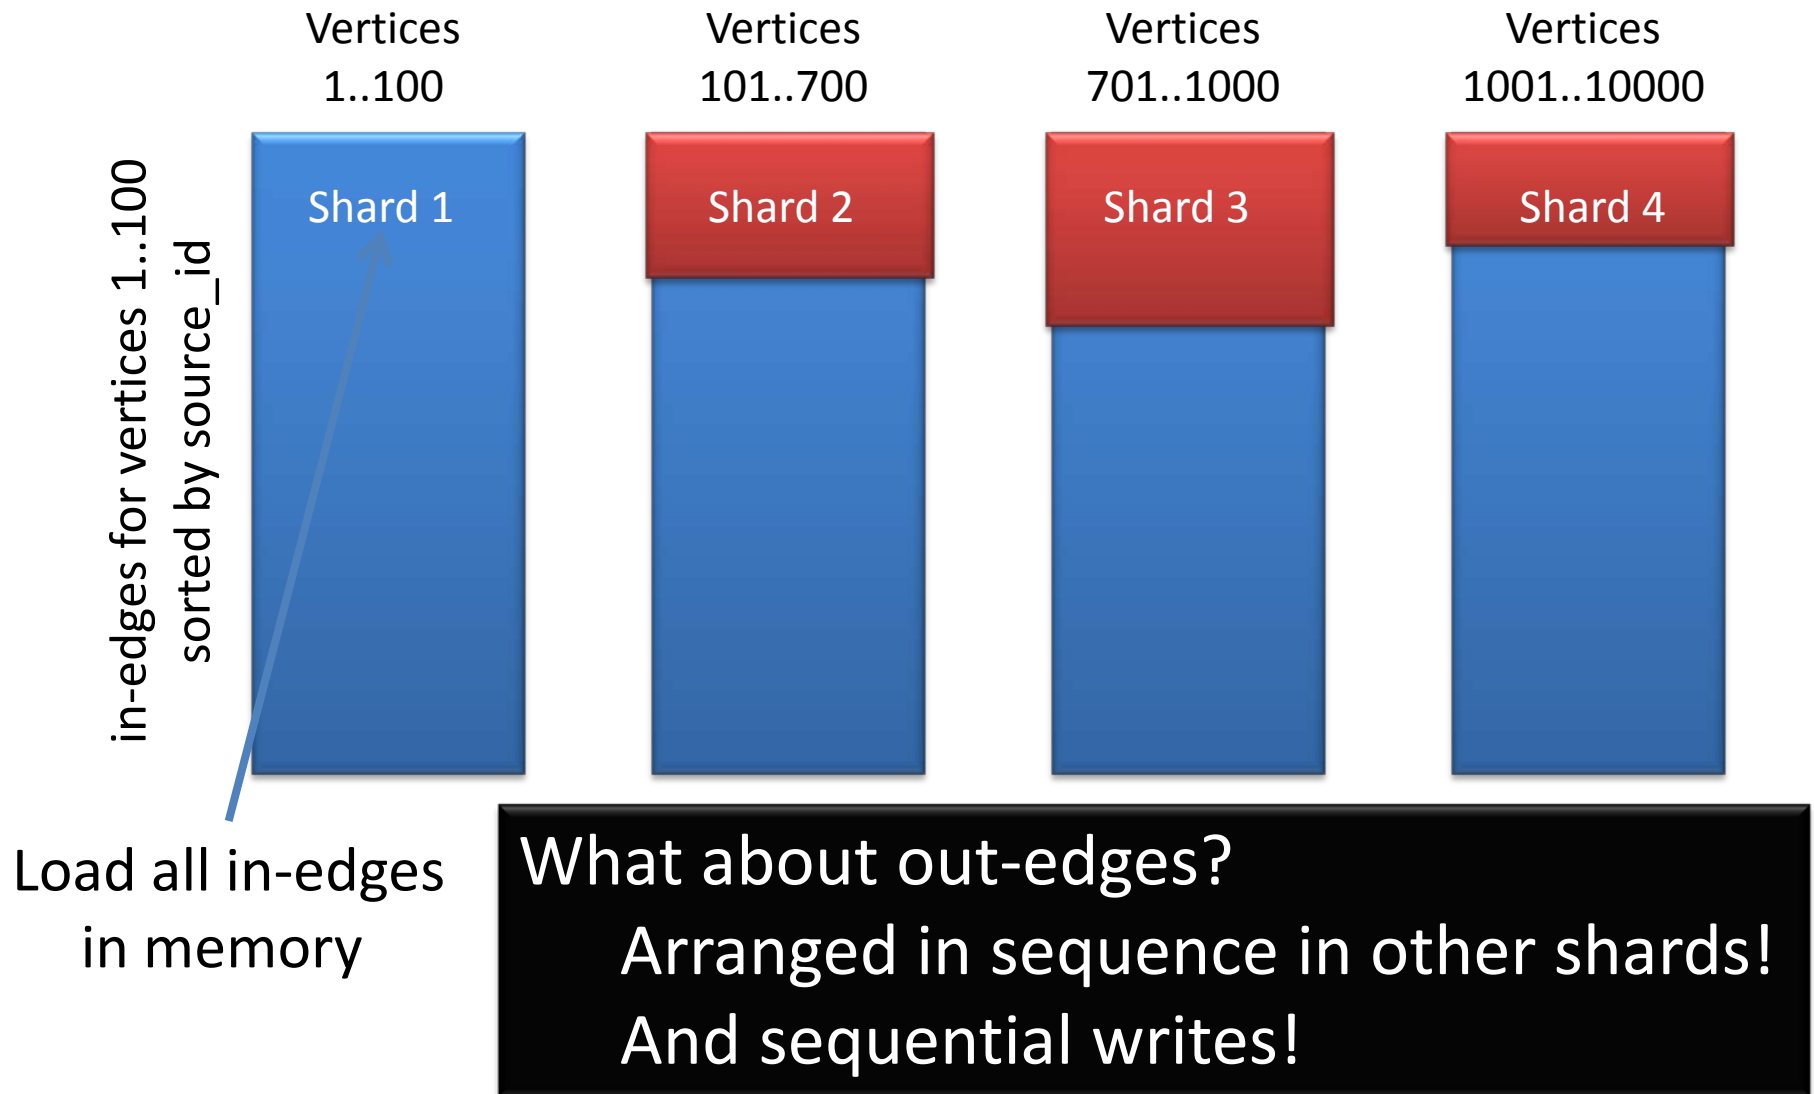 Vertices
1..100
Vertices
101..700
Vertices
701..1000
Vertices
1001..10000
in-edges for vertices 1..100
sorted by source_id
Shard 1
Shard 2
Shard 3
Shard 4
Load all in-edges
in memory
What about out-edges?
Arranged in sequence in other shards!
And sequential writes!